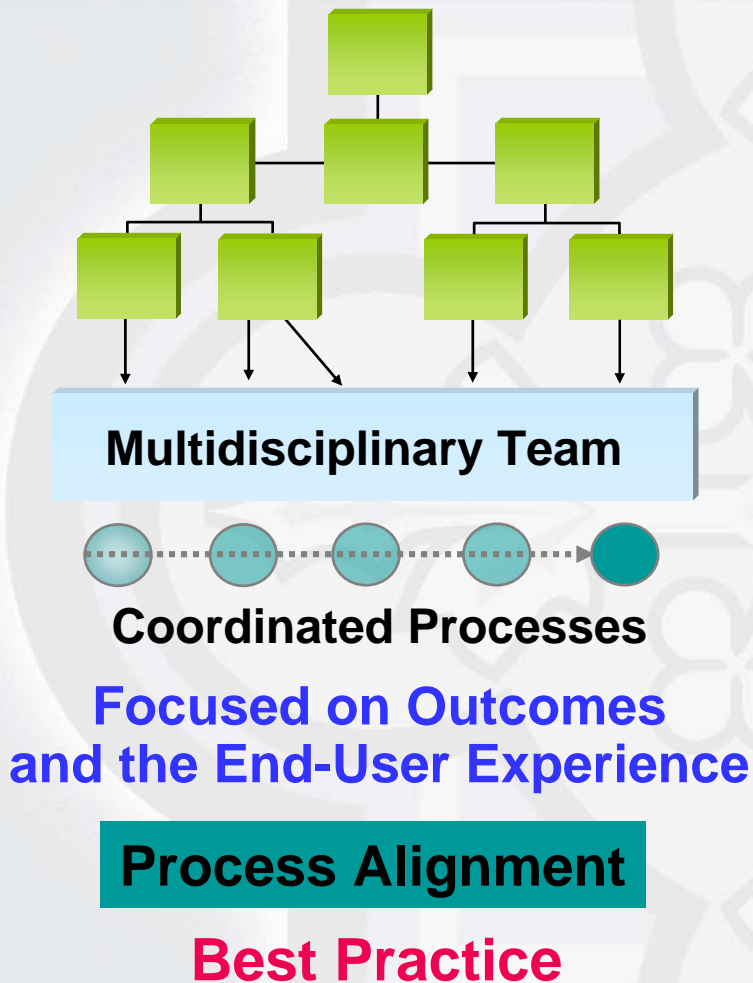 Multidisciplinary Team
Coordinated Processes
Focused on Outcomes
and the End-User Experience
Process Alignment
Best Practice